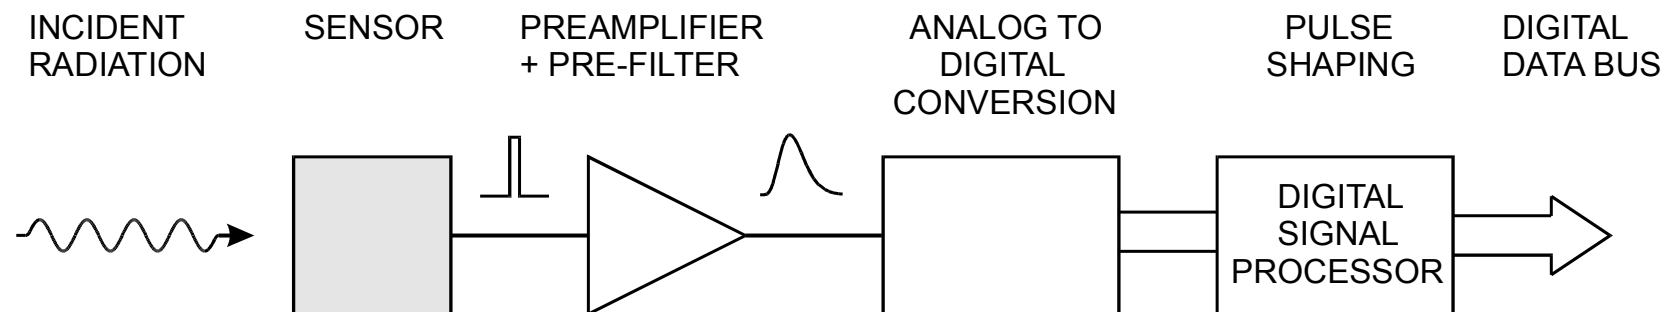 INCIDENT
RADIATION
SENSOR
PREAMPLIFIER
+ PRE-FILTER
ANALOG TO
DIGITAL
CONVERSION
PULSE
SHAPING
DIGITAL
DATA BUS
DIGITAL
SIGNAL
PROCESSOR